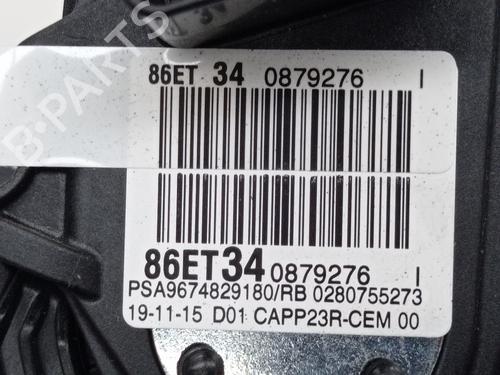 86ET 34 0879276 I
B-PARTS
86ET34 0879276 I
PSA9674829180/RB 0280755273
19-11-15 D01 CAPP23R-CEM 00